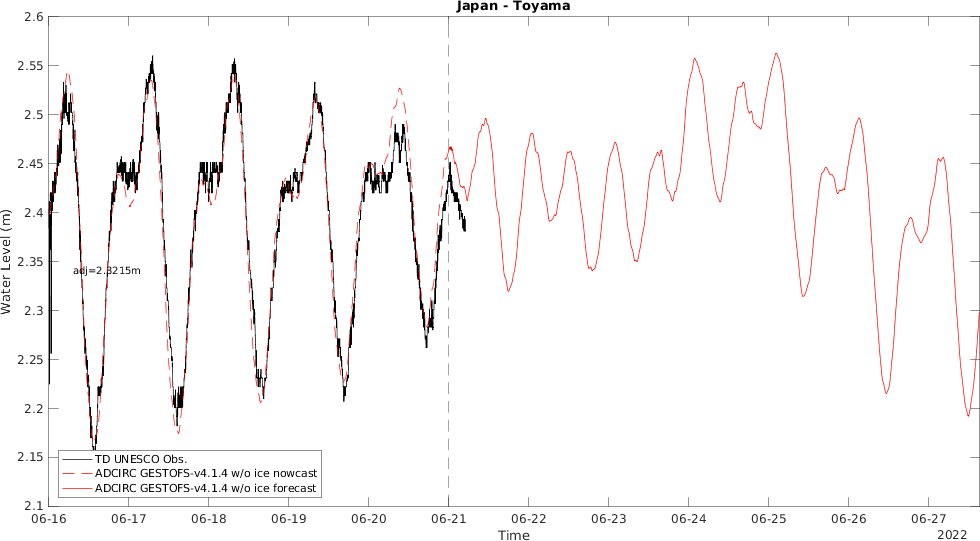 Japan - Toyama
2.6
2.55
2.5
2.45
2.4
2.35
2.3
2.25
2.2
2.15
2.1
Water Level (m)
adj=2.3215m
TD UNESCO Obs.
ADCIRC GESTOFS-v4.1.4 w/o ice nowcast
ADCIRC GESTOFS-v4.1.4 w/o ice forecast
06-16 06-17 06-18 06-19 06-20 06-21 06-22 06-23 06-24 06-25 06-26 06-27
Time
2022